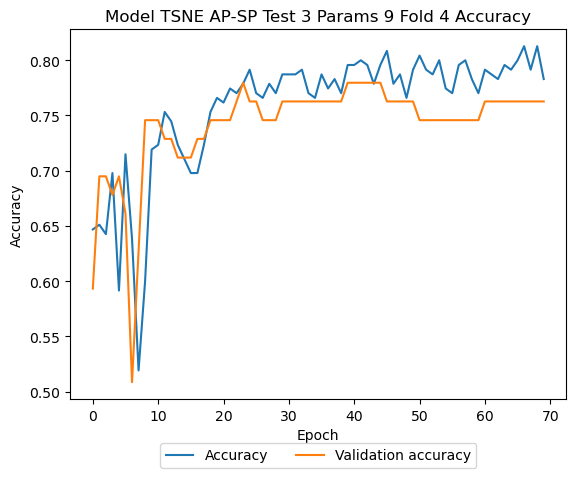 Model TSNE AP-SP Test 3 Params 9 Fold 4 Accuracy
0.80
0.75
0.70
0.65
0.60
0.55
0.50
Accuracy
0 10 20 30 40 50 60 70
Epoch
Accuracy Validation accuracy